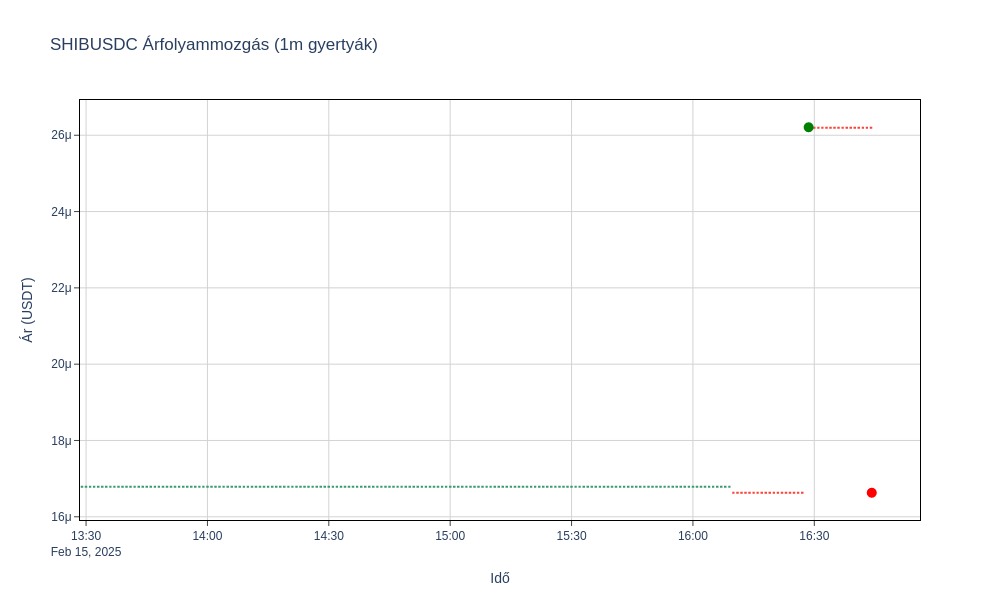 SHIBUSDC Árfolyammozgás (1m gyertyák)
26μ
24μ
22μ
20μ
18μ
16μ
Ár (USDT)
13:30 14:00 14:30 15:00 15:30 16:00 16:30
Feb 15, 2025
Idő